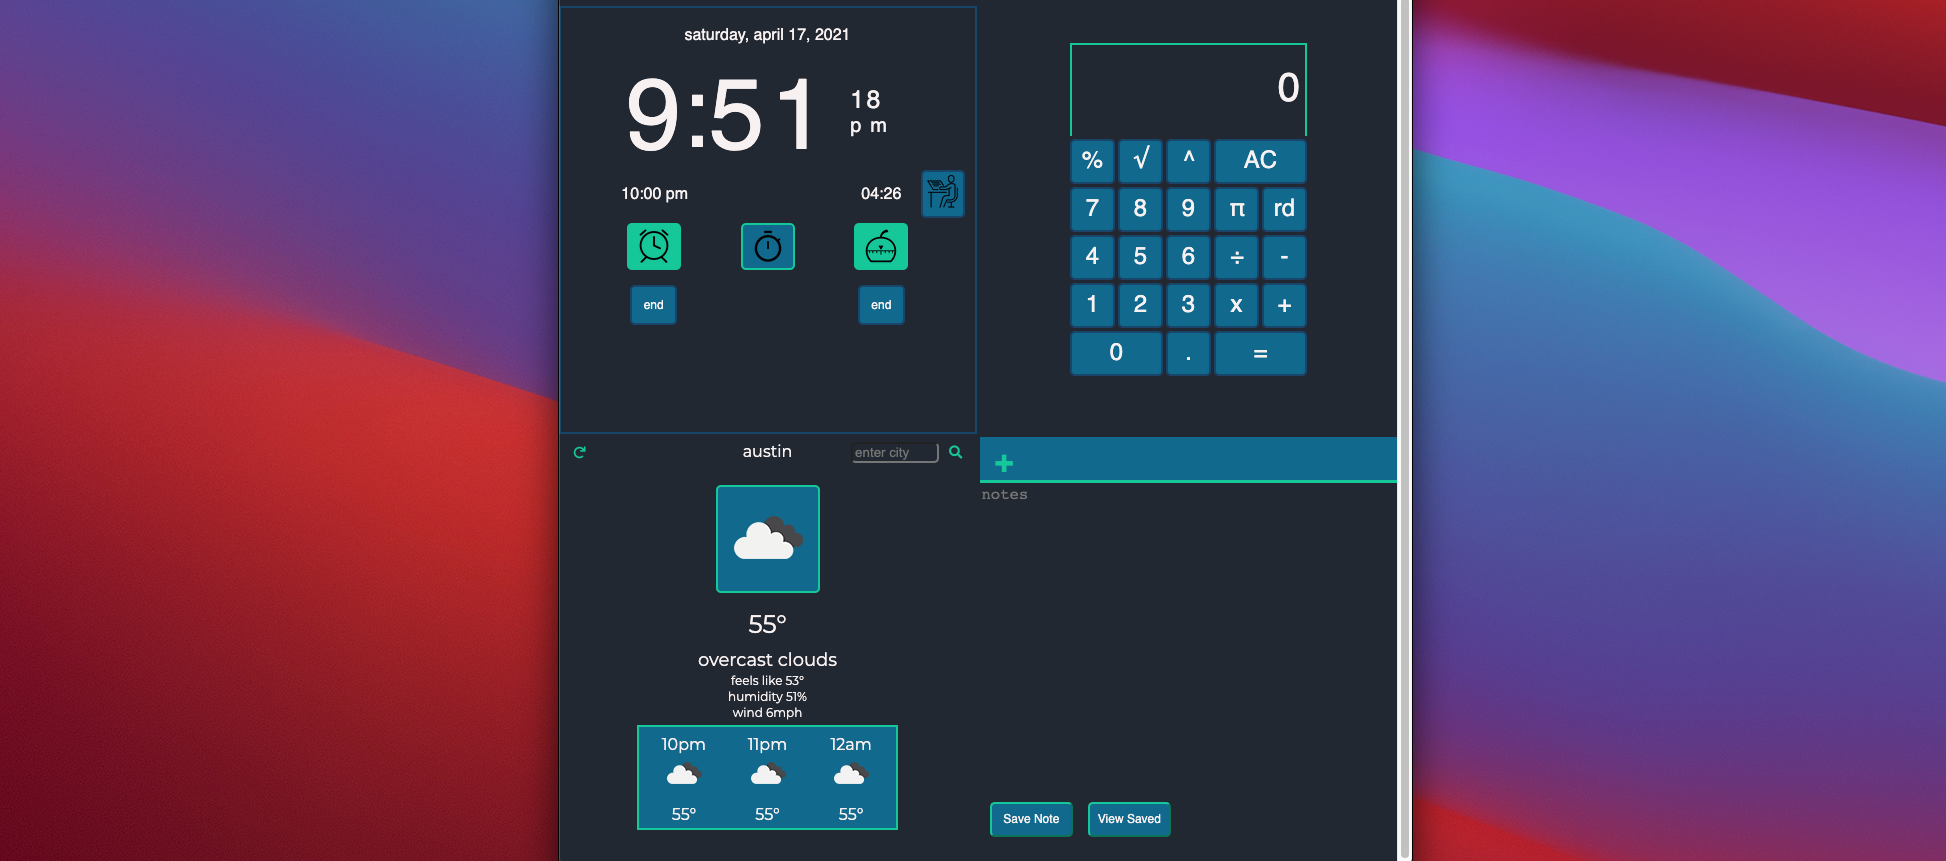 saturday, april 17, 2021
9:51
18
pm
10:00 pm
04:26
end
end
0
% √ ^ AC
7 8 9 π rd
4 5 6 ÷ -
1 2 3 x +
0 . =
austin
enter city
55°
overcast clouds
feels like 53°
humidity 51%
wind 6mph
10pm 11pm 12am
55° 55° 55°
+
notes
Save Note View Saved